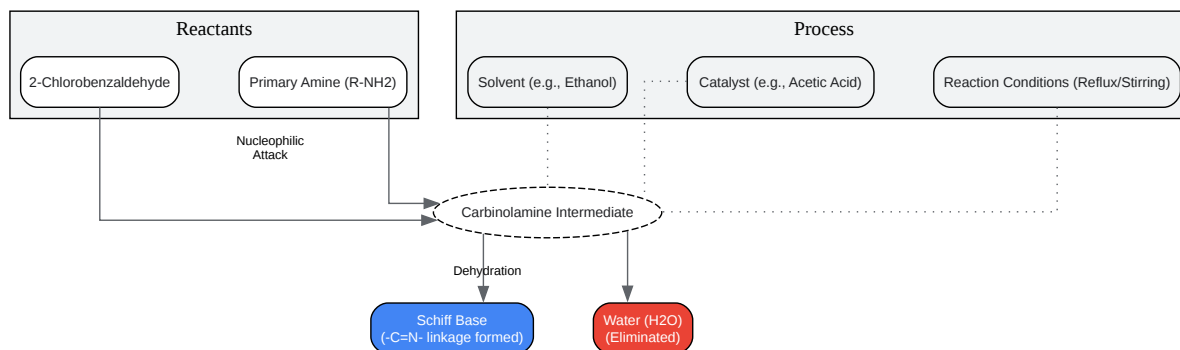 Reactants
Process
2-Chlorobenzaldehyde
Primary Amine (R-NH2)
Solvent (e.g., Ethanol)
Catalyst (e.g., Acetic Acid)
Reaction Conditions (Reflux/Stirring)
Nucleophilic
Attack
Carbinolamine Intermediate
Dehydration
Schiff Base
(-C=N- linkage formed)
Water (H2O)
(Eliminated)